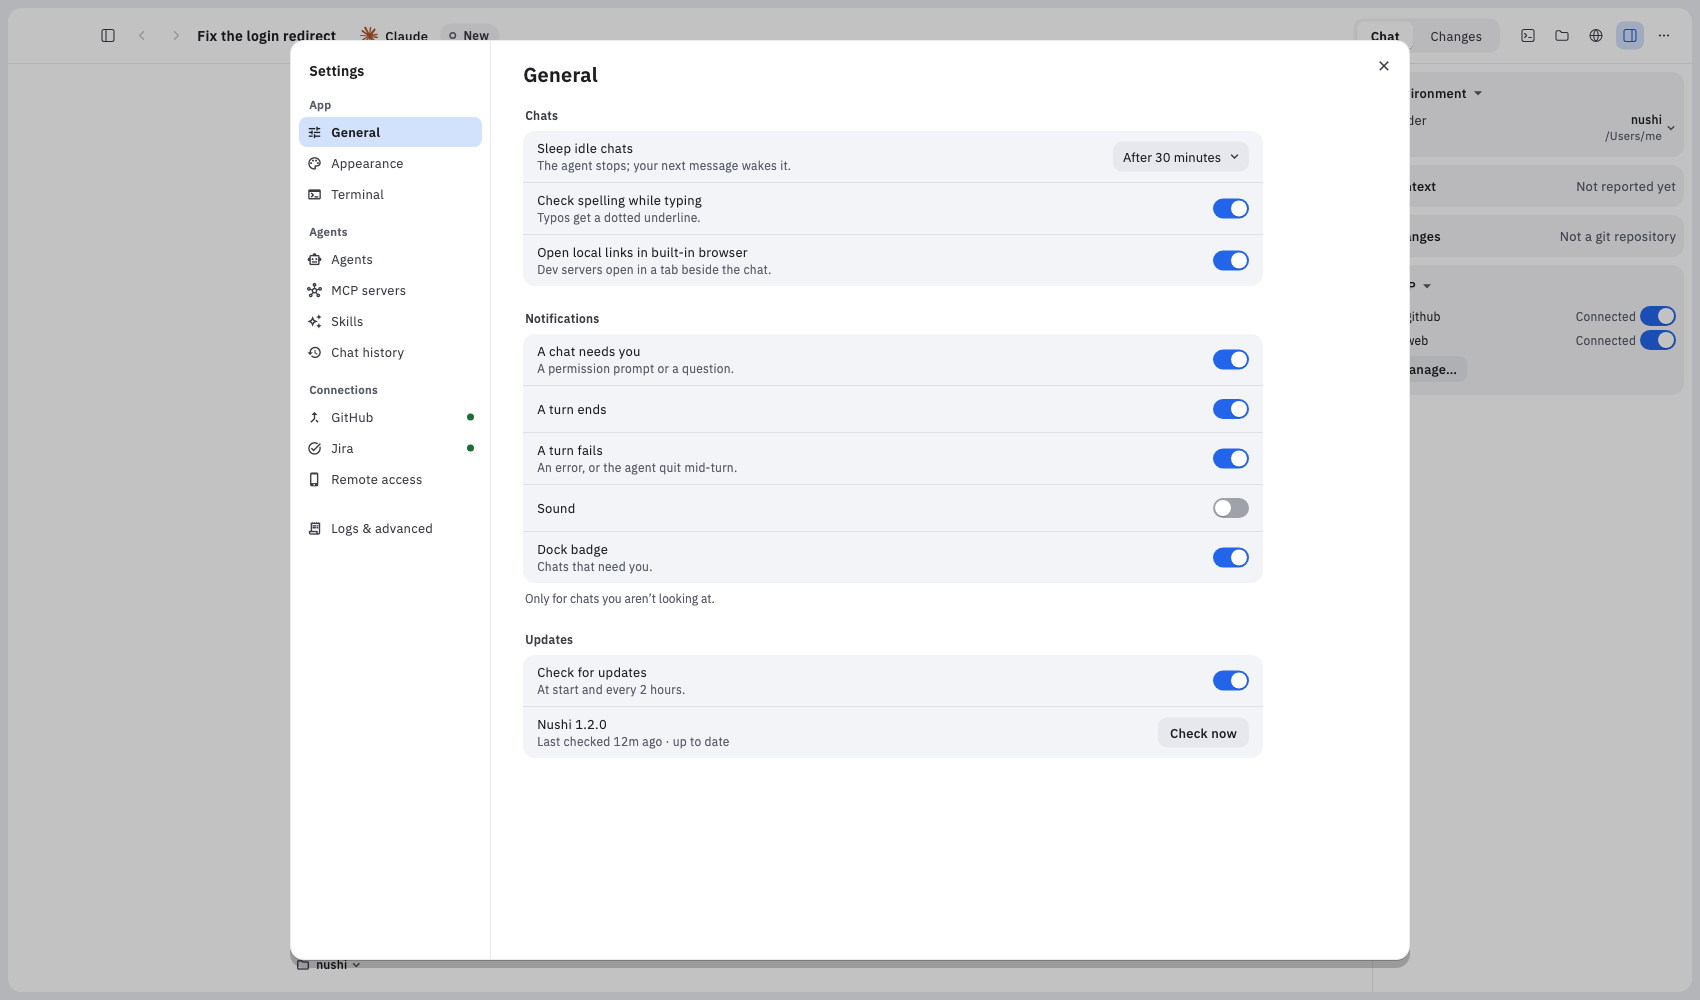 Fix the login redirect
Claude
New
Chat
Changes
Settings
App
General
Appearance
Terminal
Agents
Agents
MCP servers
Skills
Chat history
Connections
GitHub
Jira
Remote access
Logs & advanced
General
Chats
Sleep idle chats
The agent stops; your next message wakes it.
After 30 minutes
Check spelling while typing
Typos get a dotted underline.
Open local links in built-in browser
Dev servers open in a tab beside the chat.
Notifications
A chat needs you
A permission prompt or a question.
A turn ends
A turn fails
An error, or the agent quit mid-turn.
Sound
Dock badge
Chats that need you.
Only for chats you aren’t looking at.
Updates
Check for updates
At start and every 2 hours.
Nushi 1.2.0
Last checked 12m ago · up to date
Check now
nushi
/Users/me
Not reported yet
Not a git repository
Connected
Connected
nushi